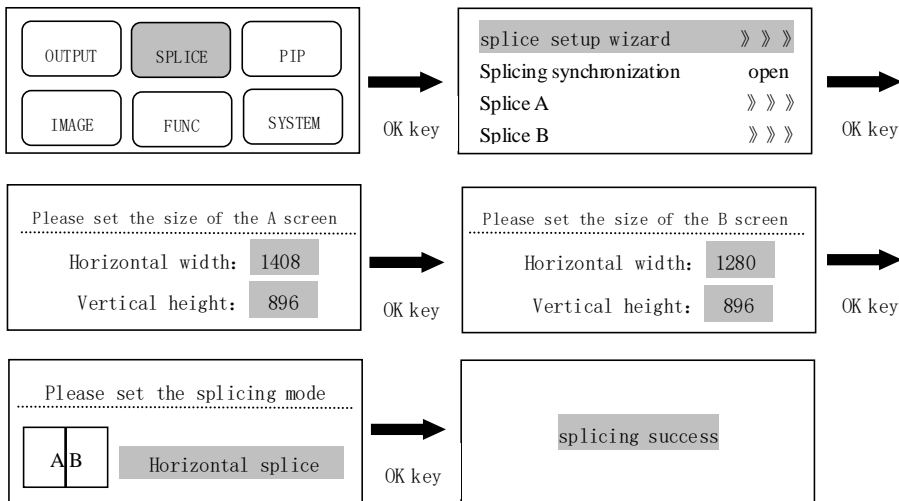 OUTPUT SPLICE PIP
IMAGE FUNC SYSTEM
OK key
splice setup wizard 》》》
Splicing synchronization open
Splice A 》》》
Splice B 》》》
OK key
Please set the size of the A screen
Horizontal width: 1408
Vertical height: 896
OK key
Please set the size of the B screen
Horizontal width: 1280
Vertical height: 896
OK key
Please set the splicing mode
A B Horizontal splice
OK key
splicing success